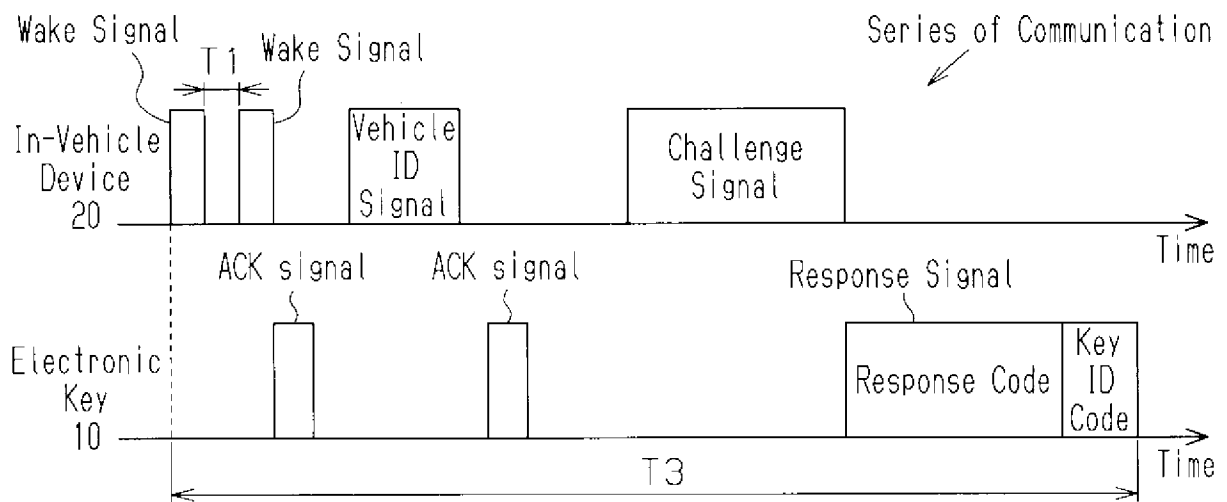 Wake Signal
T1
Wake Signal
Series of Communication
In-Vehicle
Device
20
Vehicle
ID
Signal
Challenge
Signal
Time
ACK signal
ACK signal
Response Signal
Electronic
Key
10
Response Code
Key
ID
Code
Time
T3